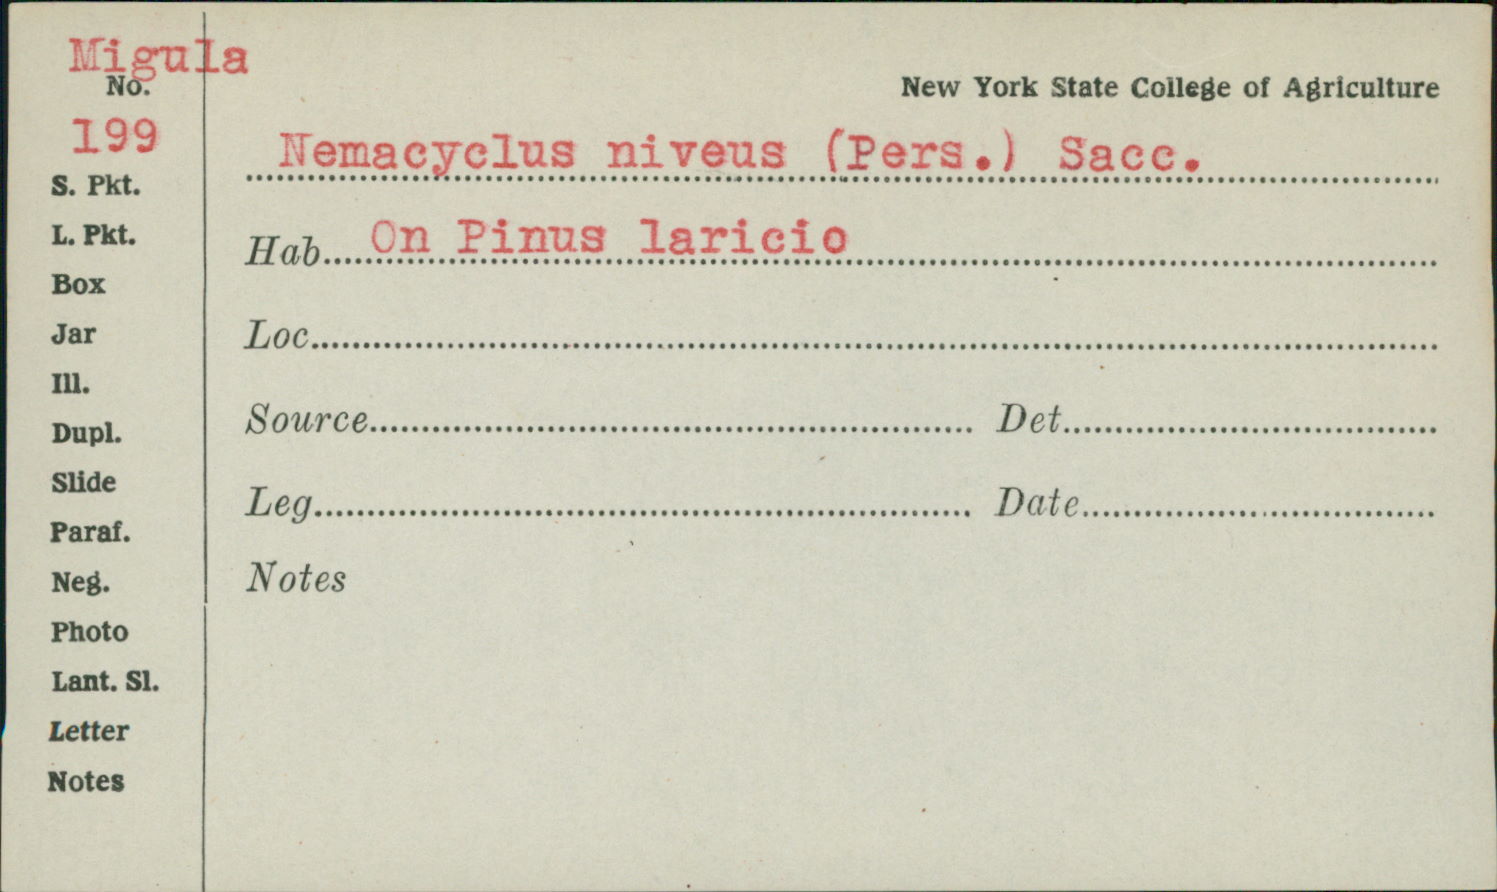 Migula
No.
199
New York State College of Agriculture
Nemacyclus niveus (Pers.) Sacc.
Hab. On Pinus laricio
Loc.
Source Det.
Leg. Date
Notes
S. Pkt.
L. Pkt.
Box
Jar
Ill.
Dupl.
Slide
Paraf.
Neg.
Photo
Lant. Sl.
Letter
Notes